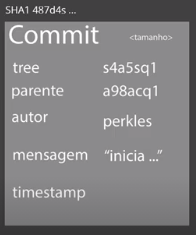 SHA1 487d4s ...
Commit <tamanho>
tree s4a5sq1
parente a98acq1
autor perkles
mensagem "inicia ..."
timestamp